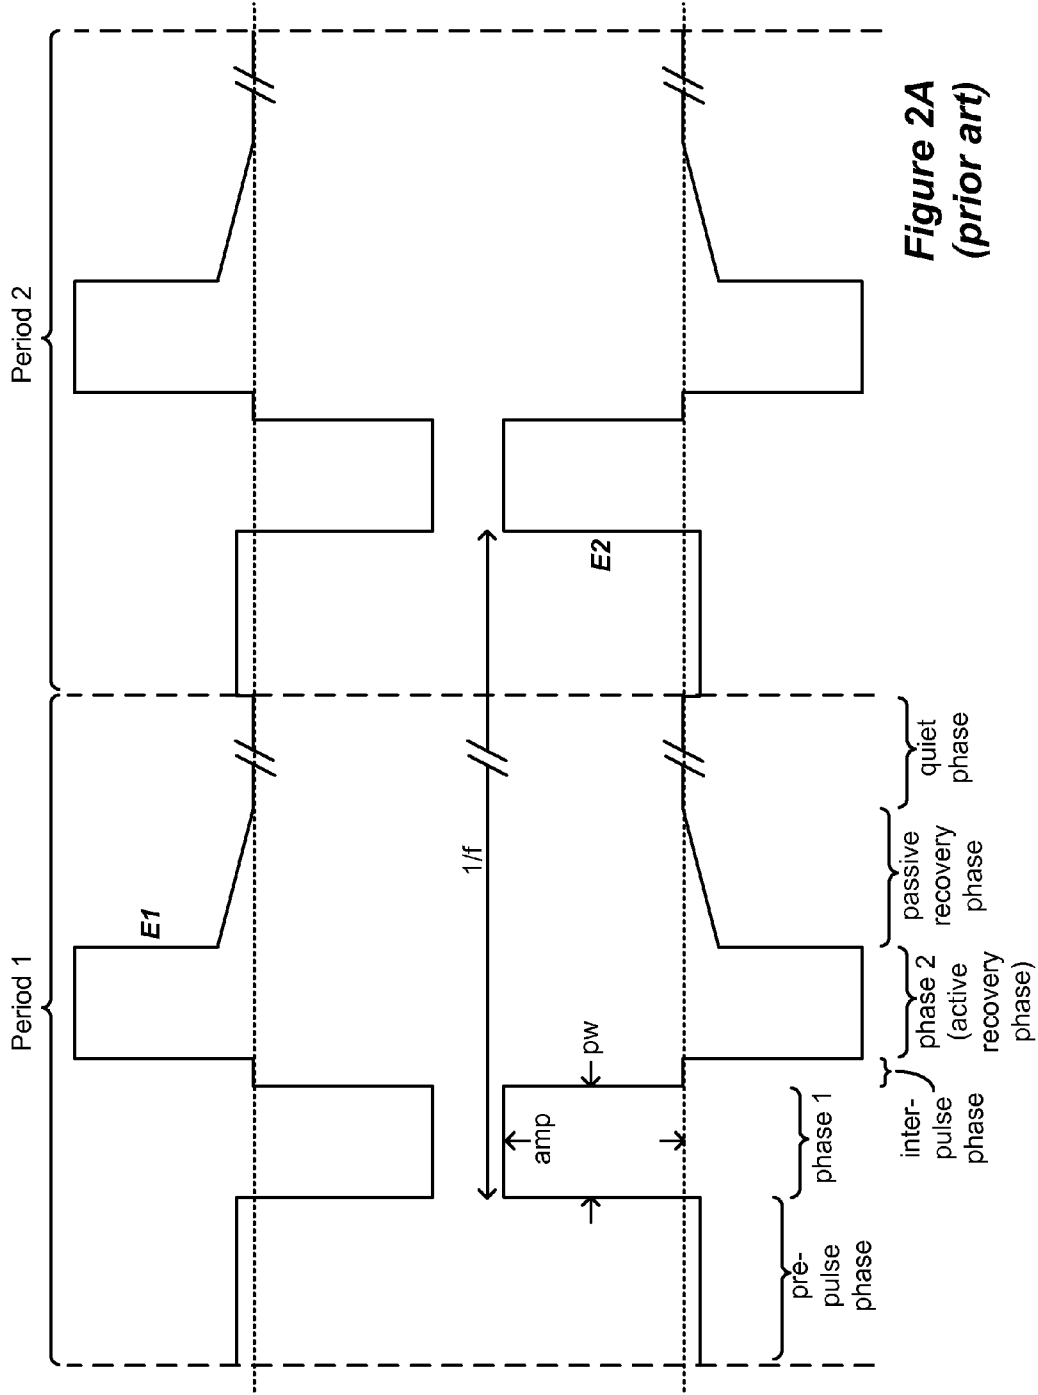 Period 1
Period 2
E1
1/f
amp
pw
E2
pre-
pulse
phase
phase 1
inter-
pulse
phase
phase 2
(active
recovery
phase)
passive
recovery
phase
quiet
phase
Figure 2A
(prior art)